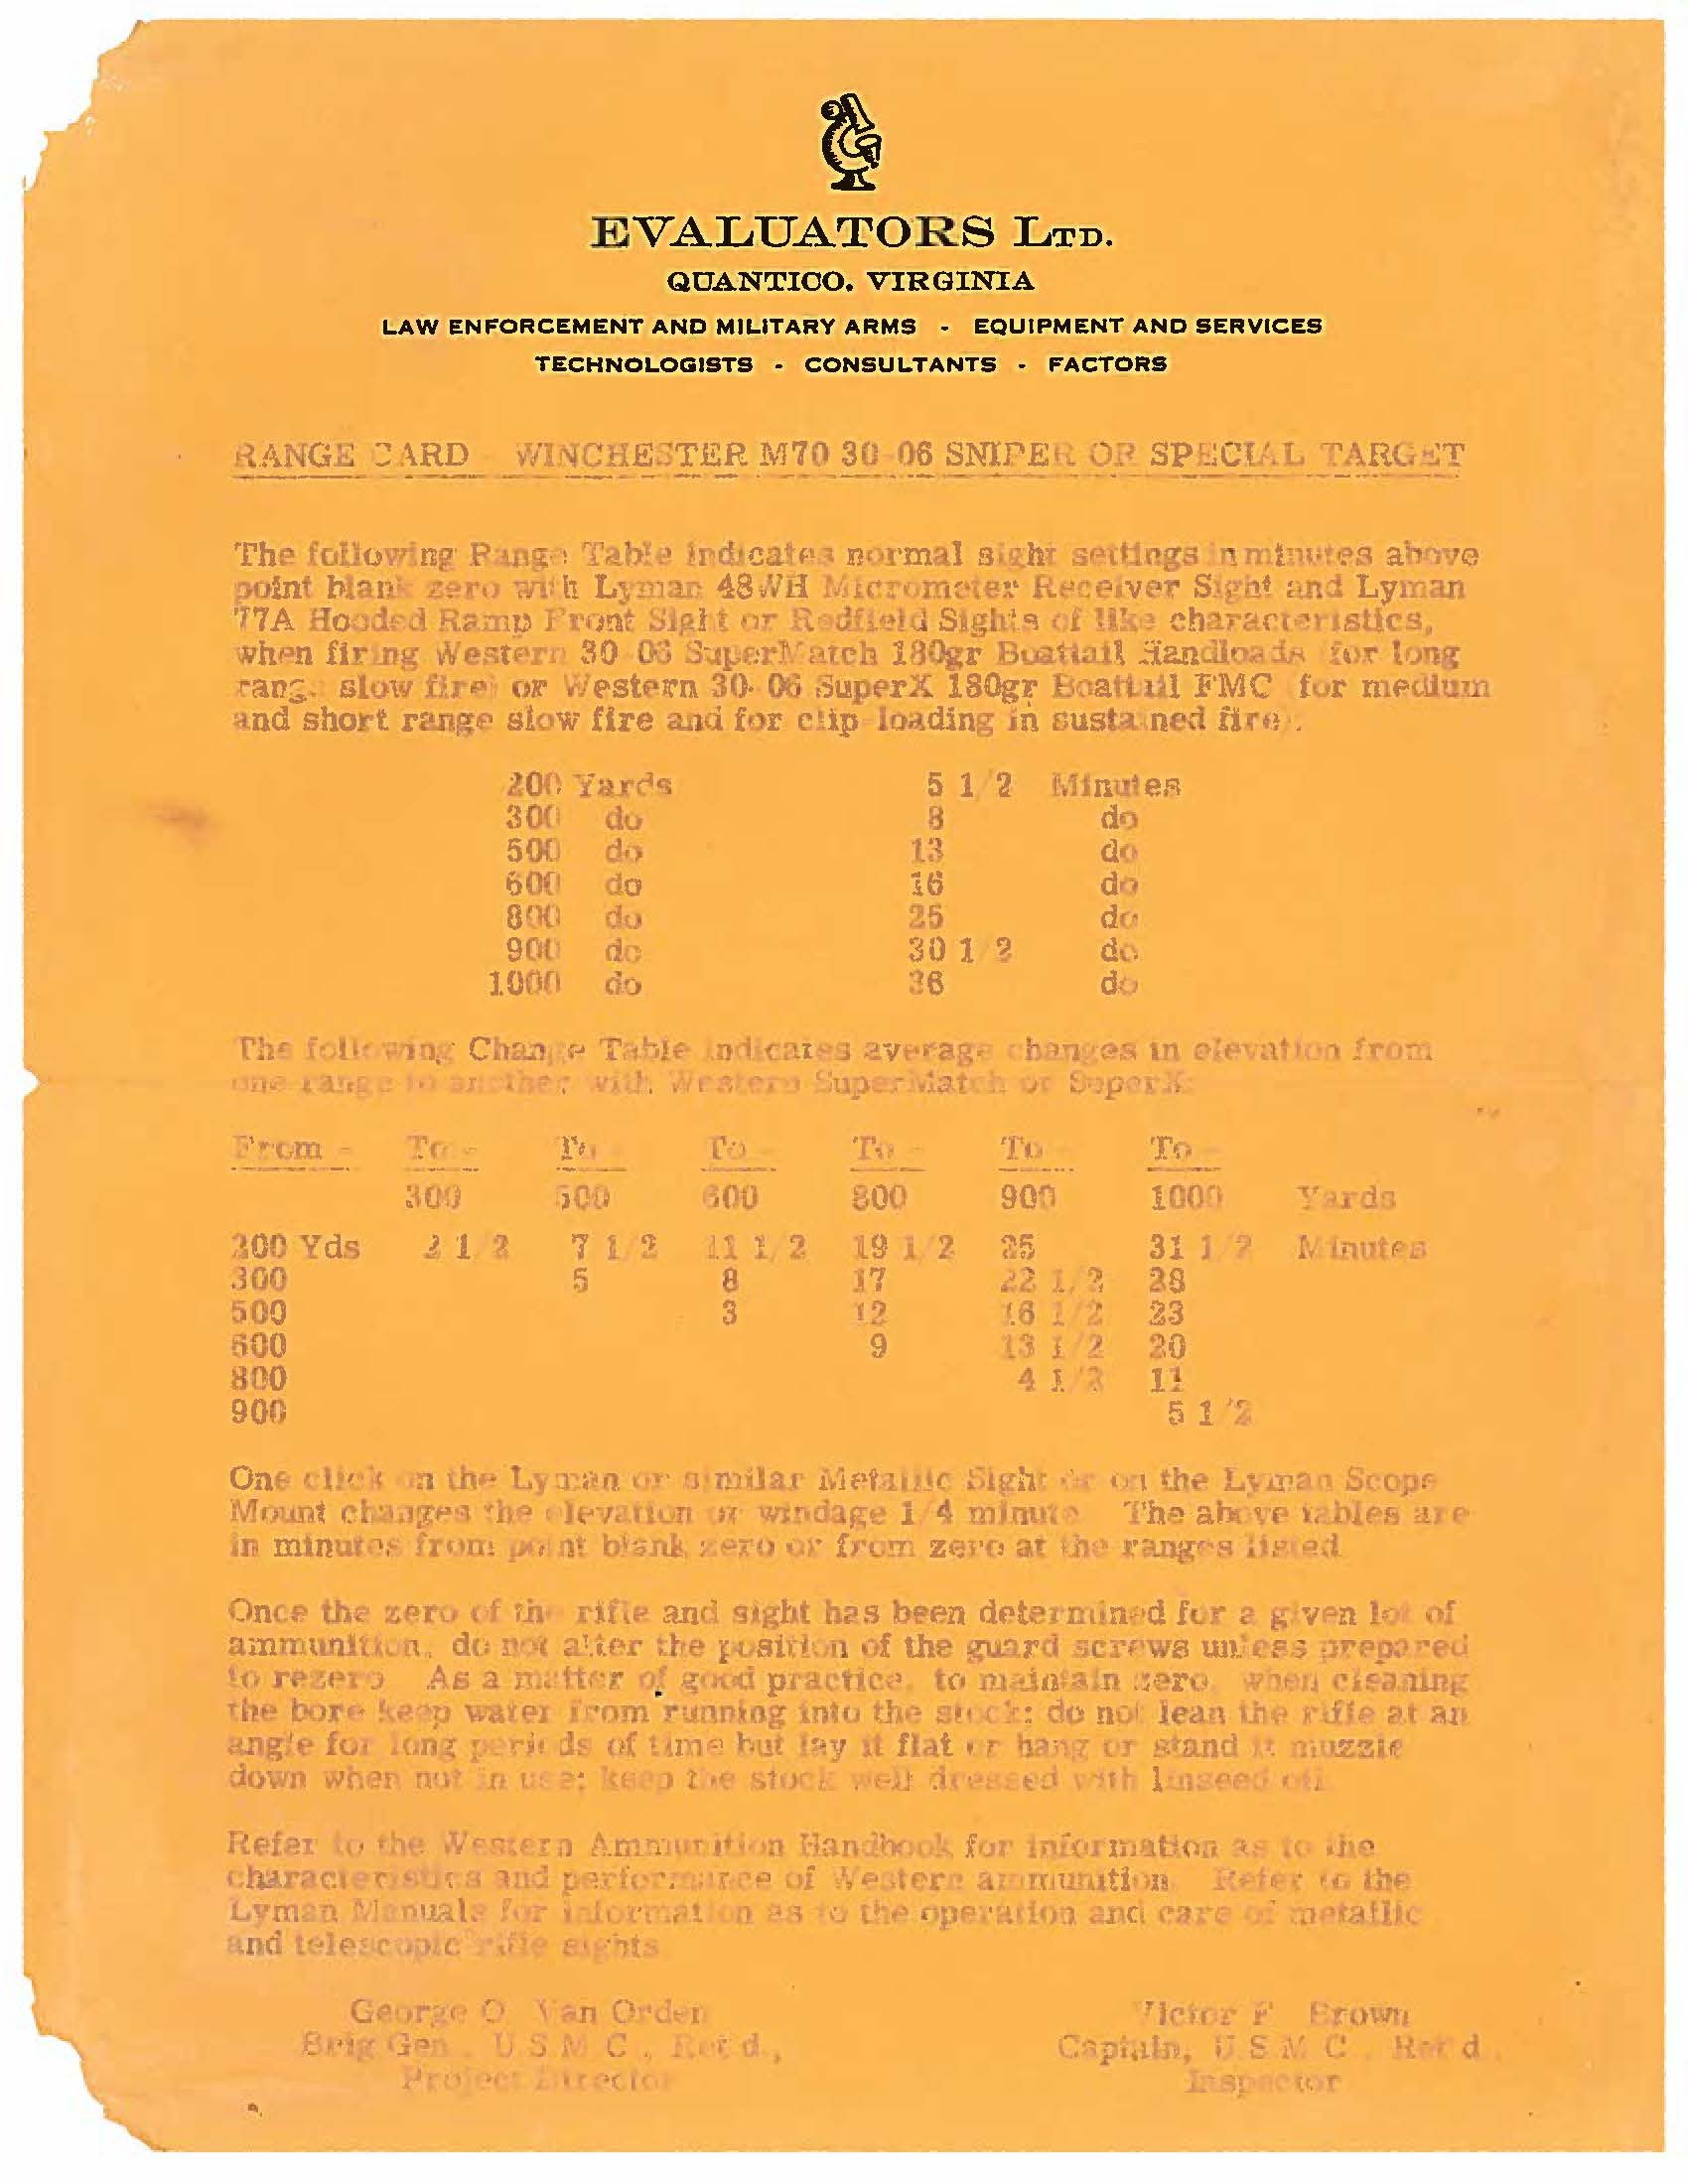 EVALUATORS LTD.
QUANTICO, VIRGINIA
LAW ENFORCEMENT AND MILITARY ARMS - EQUIPMENT AND SERVICES
TECHNOLOGISTS - CONSULTANTS - FACTORS
RANGE CARD - WINCHESTER M70 30-06 SNIPER OR SPECIAL TARGET
The following Range Table indicates normal sight settings in minutes above
point blank zero with Lyman 48WH Micrometer Receiver Sight and Lyman
77A Hooded Ramp Front Sight or Redfield Sights of like characteristics,
when firing Western 30-06 SuperMatch 180gr Boattail Handloads (for long
range slow fire) or Western 30-06 SuperX 180gr Boattail FMC (for medium
and short range slow fire and for clip-loading in sustained fire).
200 Yards 5 1/2 Minutes
300 do 8 do
500 do 13 do
600 do 16 do
800 do 25 do
900 do 30 1/2 do
1000 do 36 do
The following Change Table indicates average changes in elevation from
one range to another with Western SuperMatch or SuperX:
From - To - To - To - To - To - To -
300 500 600 800 900 1000 Yards
200 Yds 2 1/2 7 1/2 11 1/2 19 1/2 25 31 1/2 Minutes
300 5 8 17 22 1/2 28
500 3 12 16 1/2 23
600 9 13 1/2 20
800 4 1/2 11
900 5 1/2
One click on the Lyman or similar Metallic Sight or on the Lyman Scope
Mount changes the elevation or windage 1/4 minute. The above tables are
in minutes from point blank zero or from zero at the ranges listed.
Once the zero of the rifle and sight has been determined for a given lot of
ammunition, do not alter the position of the guard screws unless prepared
to rezero. As a matter of good practice, to maintain zero, when cleaning
the bore keep water from running into the stock; do not lean the rifle at an
angle for long periods of time but lay it flat or hang or stand it muzzle
down when not in use; keep the stock well dressed with linseed oil.
Refer to the Western Ammunition Handbook for information as to the
characteristics and performance of Western ammunition. Refer to the
Lyman Manuals for information as to the operation and care of metallic
and telescopic rifle sights.
George O. Van Orden Victor F. Brown
Brig Gen., U.S.M.C., Ret'd., Captain, U.S.M.C., Ret'd.,
Project Director Inspector